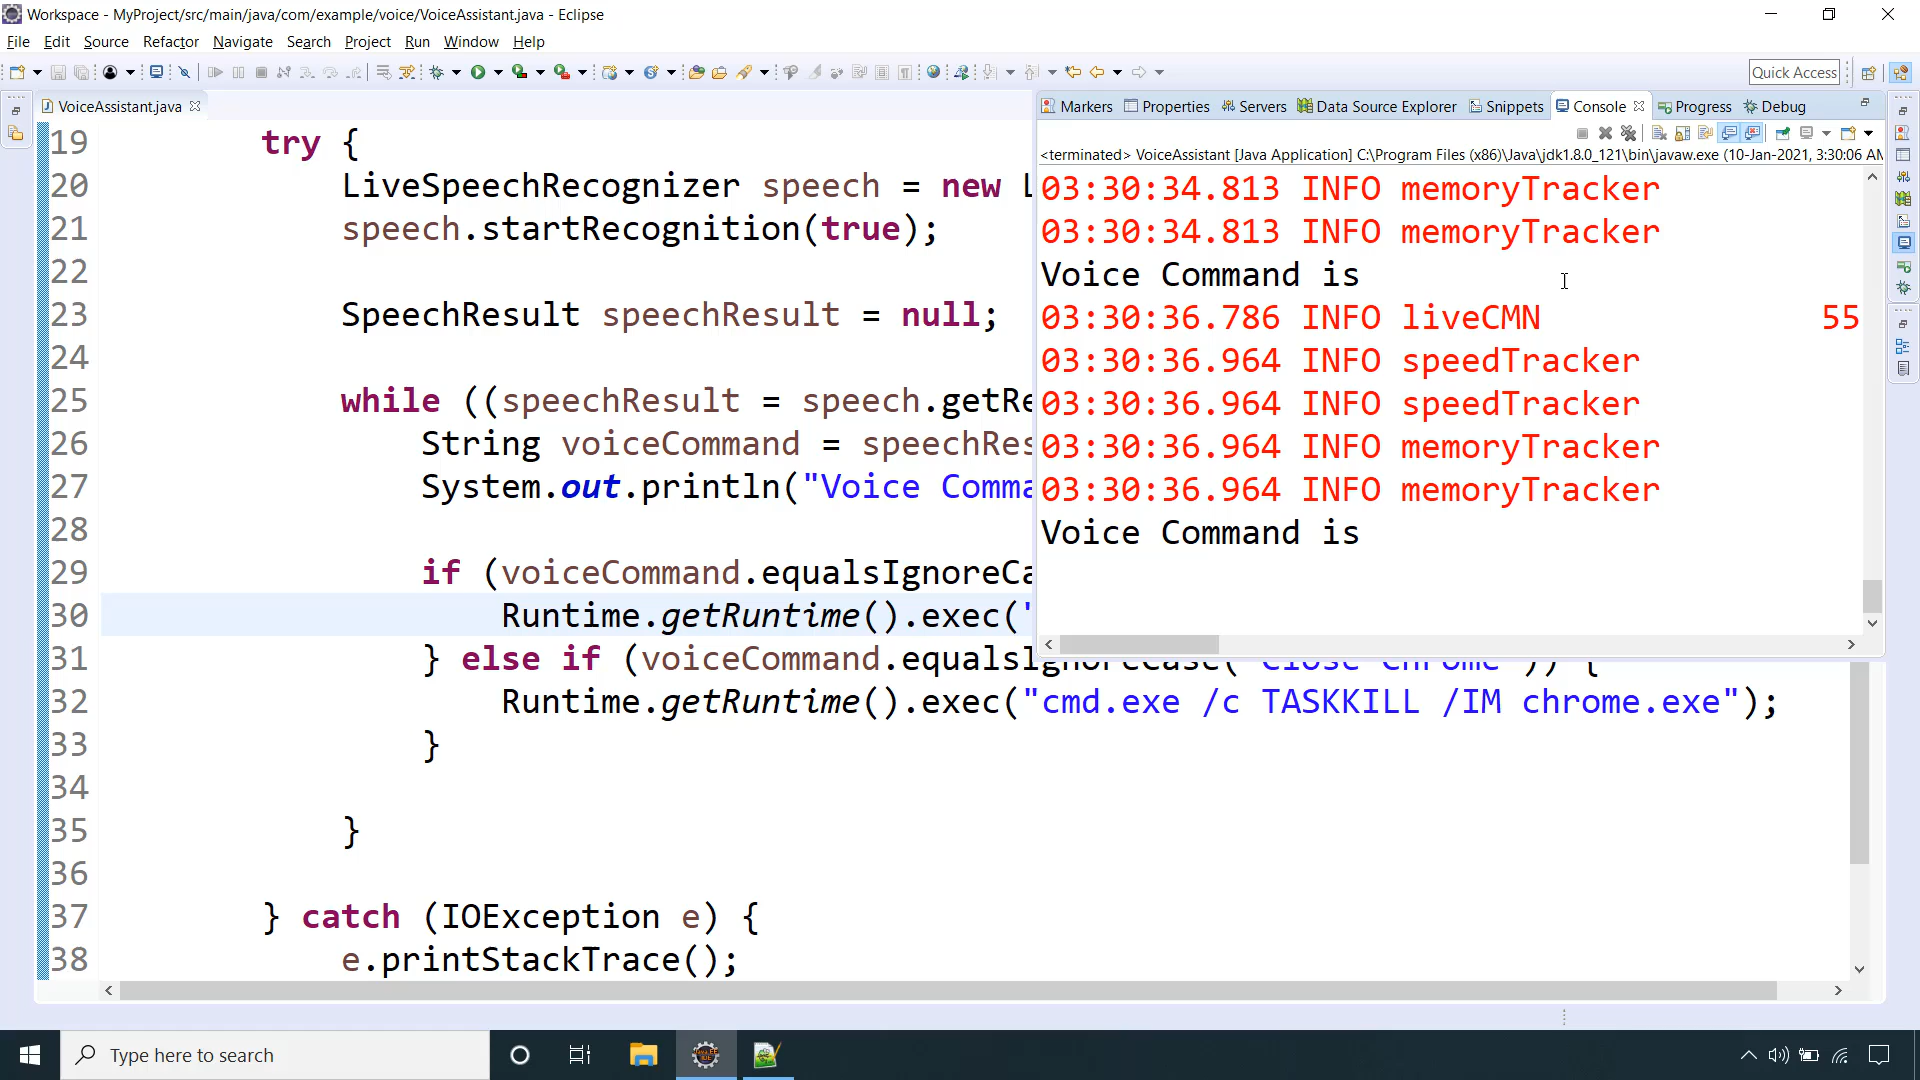 Workspace - MyProject/src/main/java/com/example/voice/VoiceAssistant.java - Eclipse
File Edit Source Refactor Navigate Search Project Run Window Help
Quick Access
VoiceAssistant.java
19 try {
20 LiveSpeechRecognizer speech = new L
21 speech.startRecognition(true);
22
23 SpeechResult speechResult = null;
24
25 while ((speechResult = speech.getRe
26 String voiceCommand = speechRes
27 System.out.println("Voice Comma
28
29 if (voiceCommand.equalsIgnoreCa
30 Runtime.getRuntime().exec("
31 } else if (voiceCommand.equalsIgnoreCase("Close Chrome")) {
32 Runtime.getRuntime().exec("cmd.exe /c TASKKILL /IM chrome.exe");
33 }
34
35 }
36
37 } catch (IOException e) {
38 e.printStackTrace();
Markers Properties Servers Data Source Explorer Snippets Console Progress Debug
<terminated> VoiceAssistant [Java Application] C:\Program Files (x86)\Java\jdk1.8.0_121\bin\javaw.exe (10-Jan-2021, 3:30:06 AM
03:30:34.813 INFO memoryTracker
03:30:34.813 INFO memoryTracker
Voice Command is
03:30:36.786 INFO liveCMN 55
03:30:36.964 INFO speedTracker
03:30:36.964 INFO speedTracker
03:30:36.964 INFO memoryTracker
03:30:36.964 INFO memoryTracker
Voice Command is
Type here to search